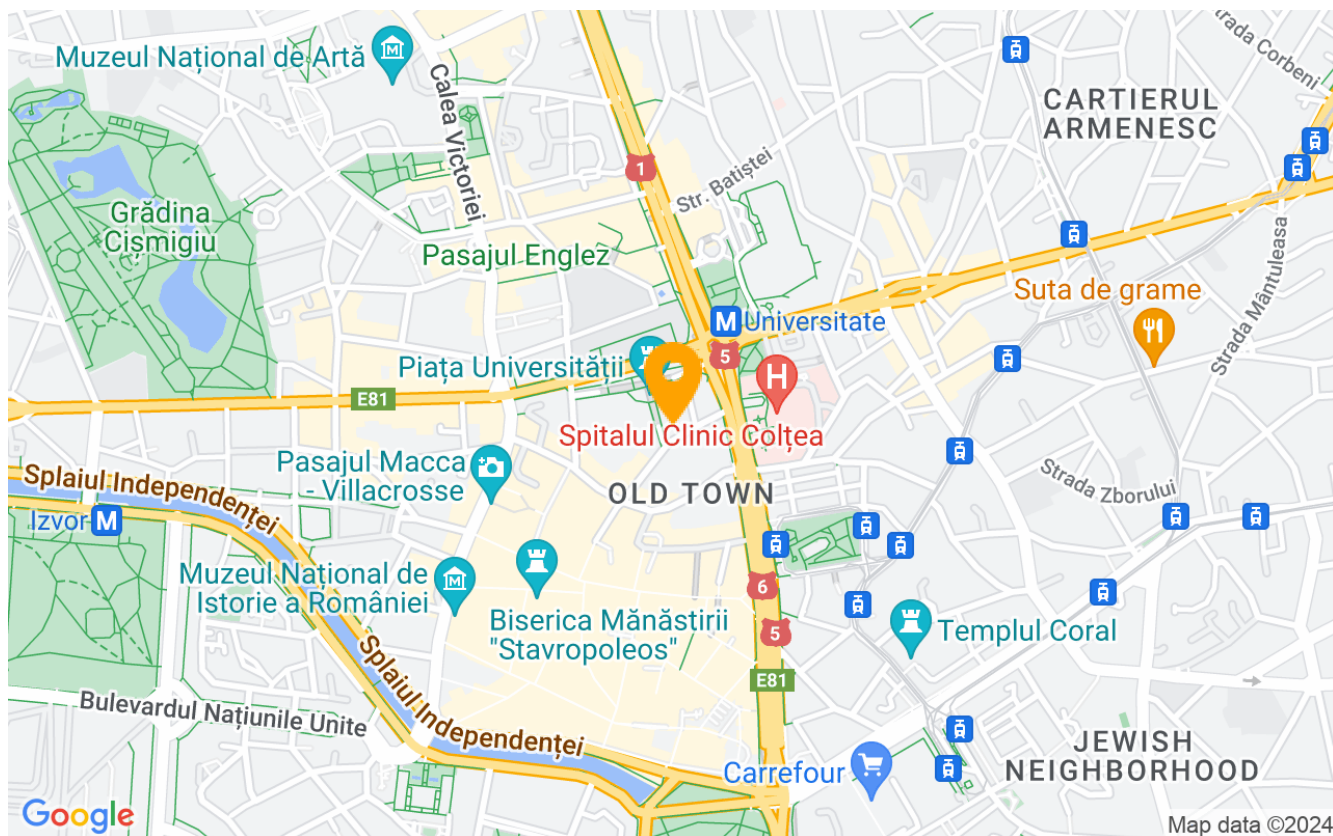 Muzeul Național de Artă
Calea Victoriei
Strada Corbeni
CARTIERUL
ARMENESC
1
Str. Batiștei
Grădina
Cișmigiu
Pasajul Englez
Strada Mântuleasa
Suta de grame
M Universitate
5
Piața Universității
H
E81
Spitalul Clinic Colțea
Pasajul Macca
- Villacrosse
Splaiul Independenței
OLD TOWN
Strada Zborului
Izvor M
Muzeul Național de
Istorie a României
6
Biserica Mănăstirii
"Stavropoleos"
5
Templul Coral
Splaiul Independenței
E81
Bulevardul Națiunile Unite
Carrefour
JEWISH
NEIGHBORHOOD
Google
Map data ©2024